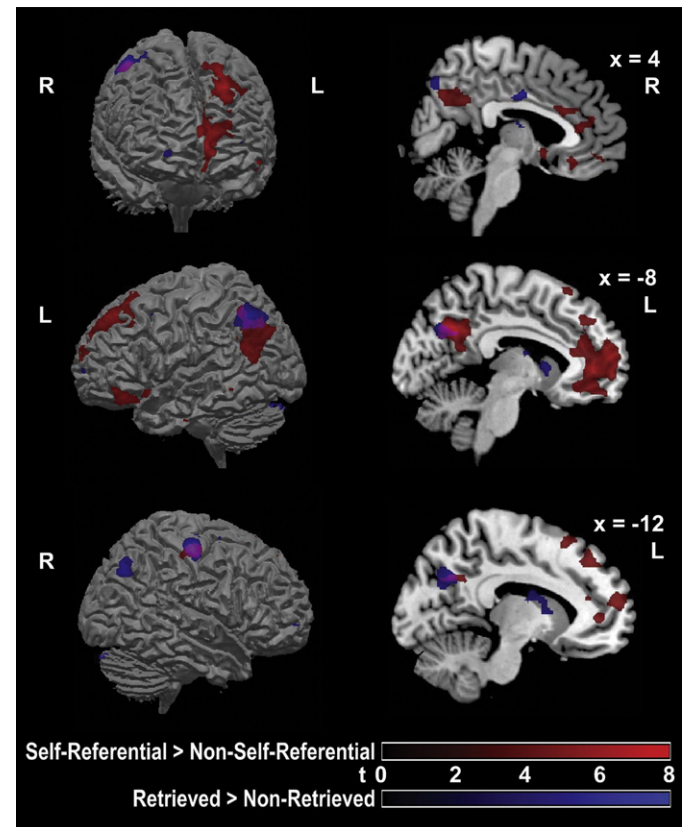 R
L
x = 4
R
L
x = -8
L
R
x = -12
L
Self-Referential > Non-Self-Referential
t 0 2 4 6 8
Retrieved > Non-Retrieved